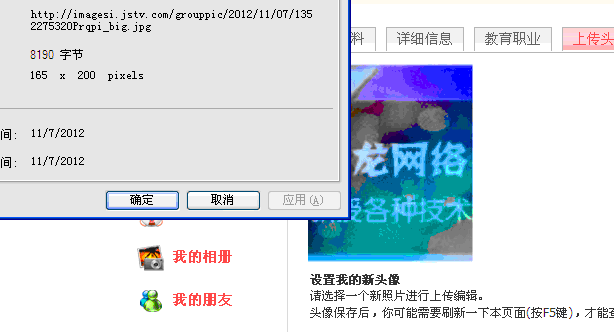 http://imagesi.jstv.com/grouppic/2012/11/07/135
2275320Prqpi_big.jpg
8190 字节
165 x 200 pixels
间: 11/7/2012
间: 11/7/2012
确定 取消 应用(A)
料 详细信息 教育职业 上传头
龙网络
受各种技术
我的相册
我的朋友
设置我的新头像
请选择一个新照片进行上传编辑。
头像保存后，你可能需要刷新一下本页面(按F5键)，才能